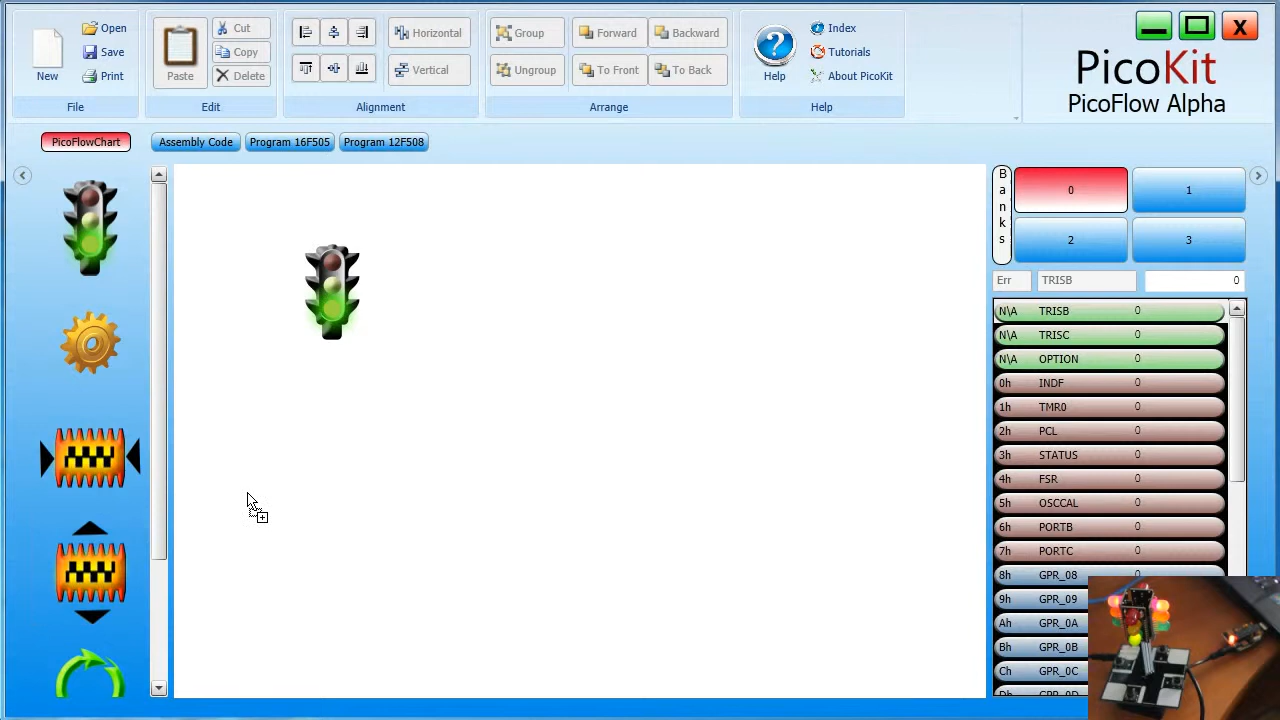 New
Open
Save
Print
File
Paste
Cut
Copy
Delete
Edit
Horizontal
Vertical
Alignment
Group
Ungroup
Forward
Backward
To Front
To Back
Arrange
Help
Index
Tutorials
About PicoKit
Help
X
PicoKit
PicoFlow Alpha
PicoFlowChart
Assembly Code
Program 16F505
Program 12F508
Banks
0
1
2
3
Err TRISB 0
N\A TRISB 0
N\A TRISC 0
N\A OPTION 0
0h INDF 0
1h TMR0 0
2h PCL 0
3h STATUS 0
4h FSR 0
5h OSCCAL 0
6h PORTB 0
7h PORTC 0
8h GPR_08 0
9h GPR_09
Ah GPR_0A
Bh GPR_0B
Ch GPR_0C
Dh GPR_0D